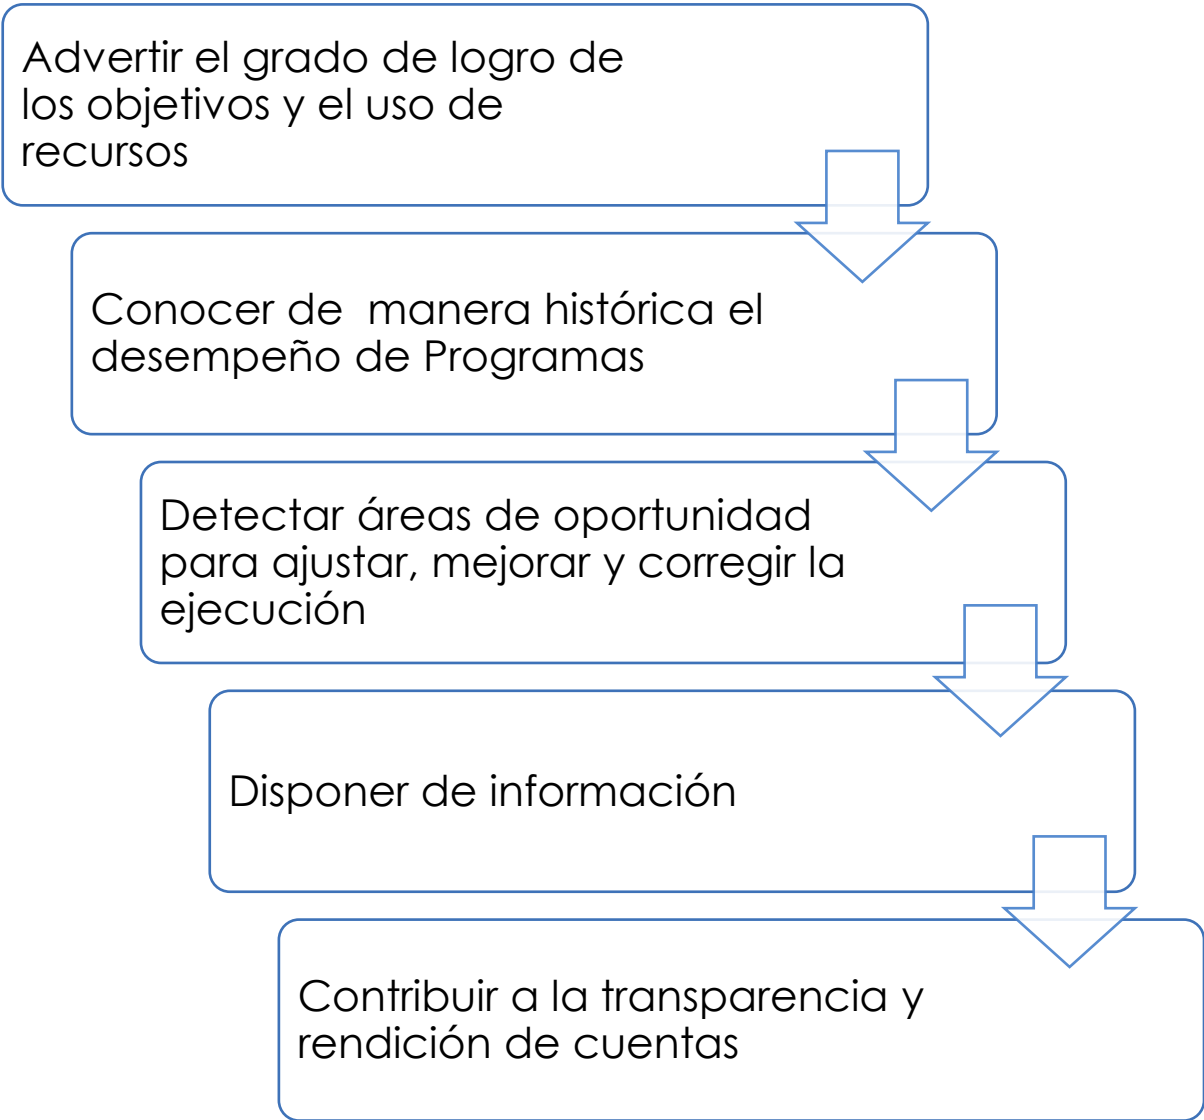 Advertir el grado de logro de
los objetivos y el uso de
recursos
Conocer de  manera histórica el
desempeño de Programas
Detectar áreas de oportunidad
para ajustar, mejorar y corregir la
ejecución
Disponer de información
Contribuir a la transparencia y
rendición de cuentas